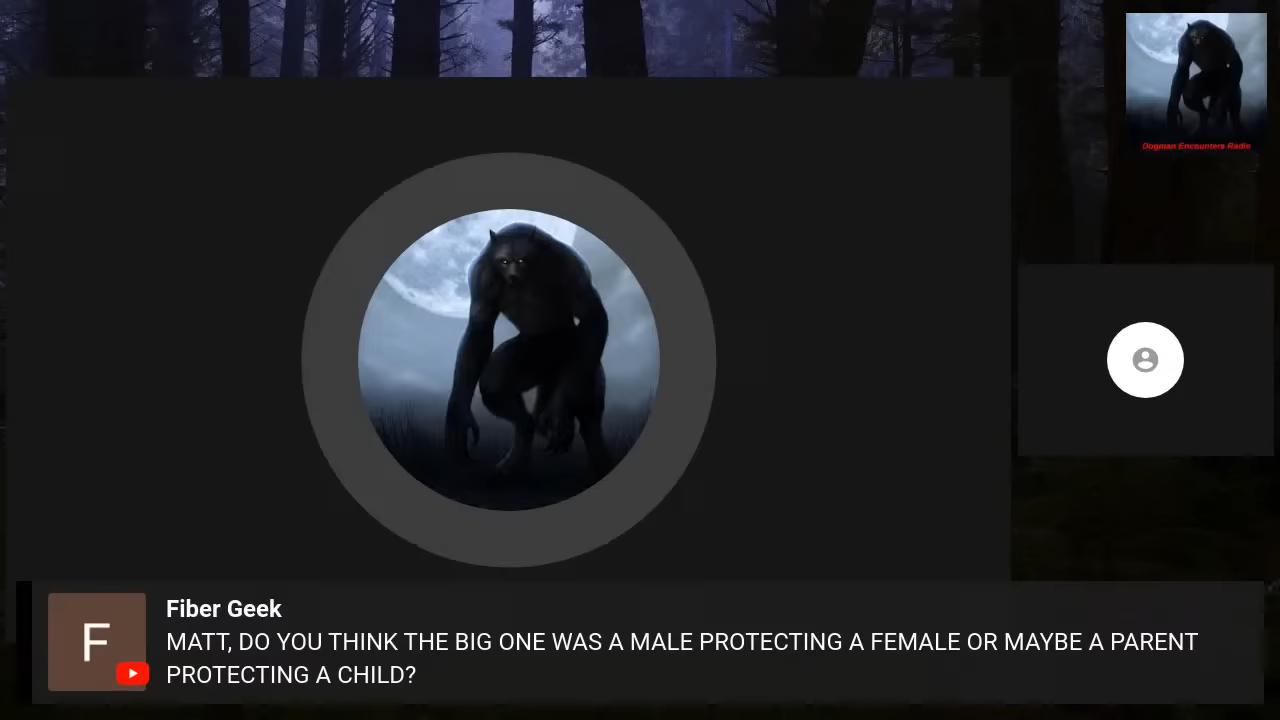 Dogman Encounters Radio
F
Fiber Geek
MATT, DO YOU THINK THE BIG ONE WAS A MALE PROTECTING A FEMALE OR MAYBE A PARENT
PROTECTING A CHILD?